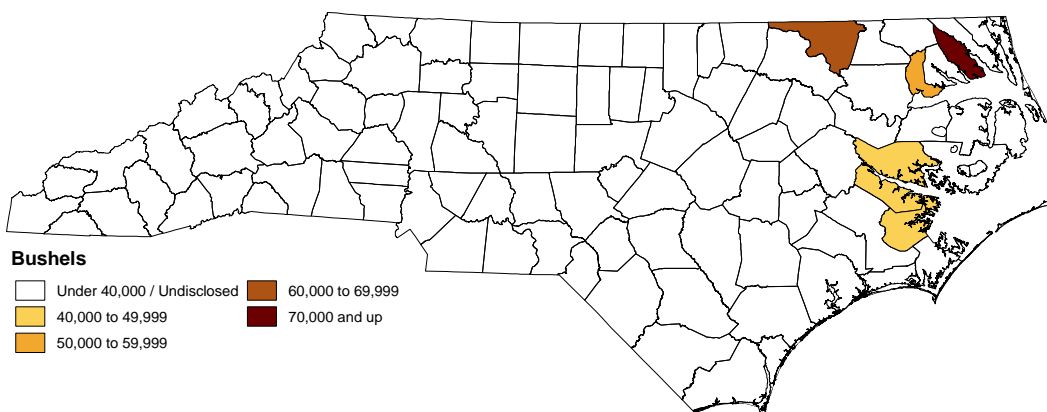 Bushels
Under 40,000 / Undisclosed
40,000 to 49,999
50,000 to 59,999
60,000 to 69,999
70,000 and up